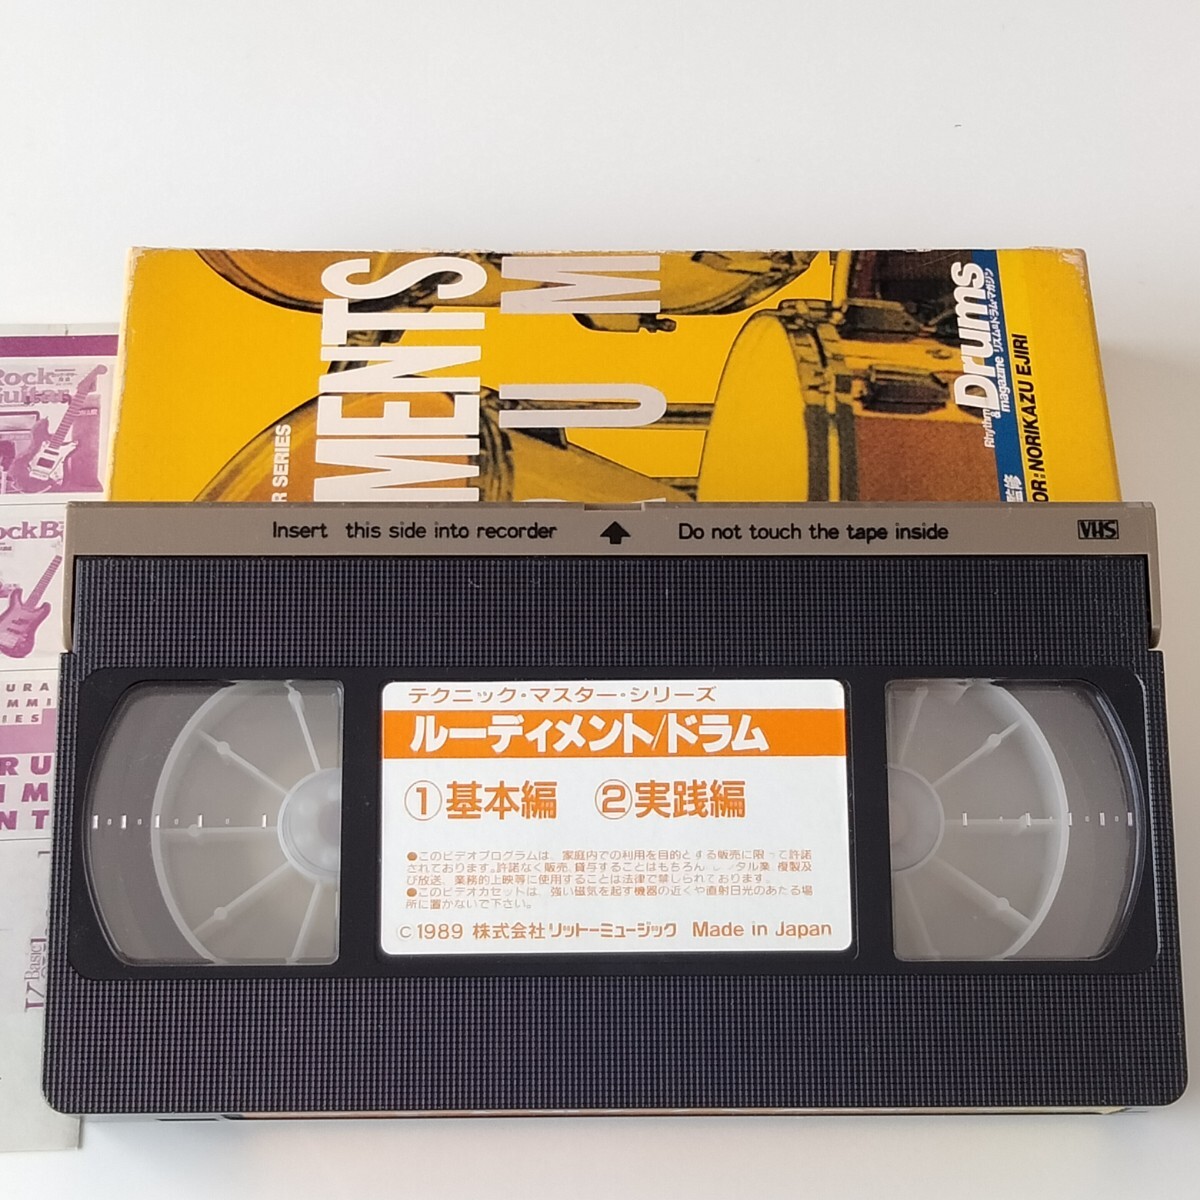 MENTS
UM
R SERIES
Rhythm & Drums magazine リズム&ドラム・マガジン
監修
OR:NORIKAZU EJIRI
Rock
Guitar
Rock B
URA
MMI
IES
RU
IM
NT
Basic
Insert this side into recorder
Do not touch the tape inside
VHS
テクニック・マスター・シリーズ
ルーディメント/ドラム
①基本編 ②実践編
●このビデオプログラムは、家庭内での利用を目的とする販売に限って許諾
されております。許諾なく販売、貸与することはもちろん、レンタル業、複製及
び放送、業務的上映等に使用することは法律で禁じられております。
●このビデオカセットは、強い磁気を起す機器の近くや直射日光のあたる場
所に置かないで下さい。
©1989 株式会社リットーミュージック Made in Japan